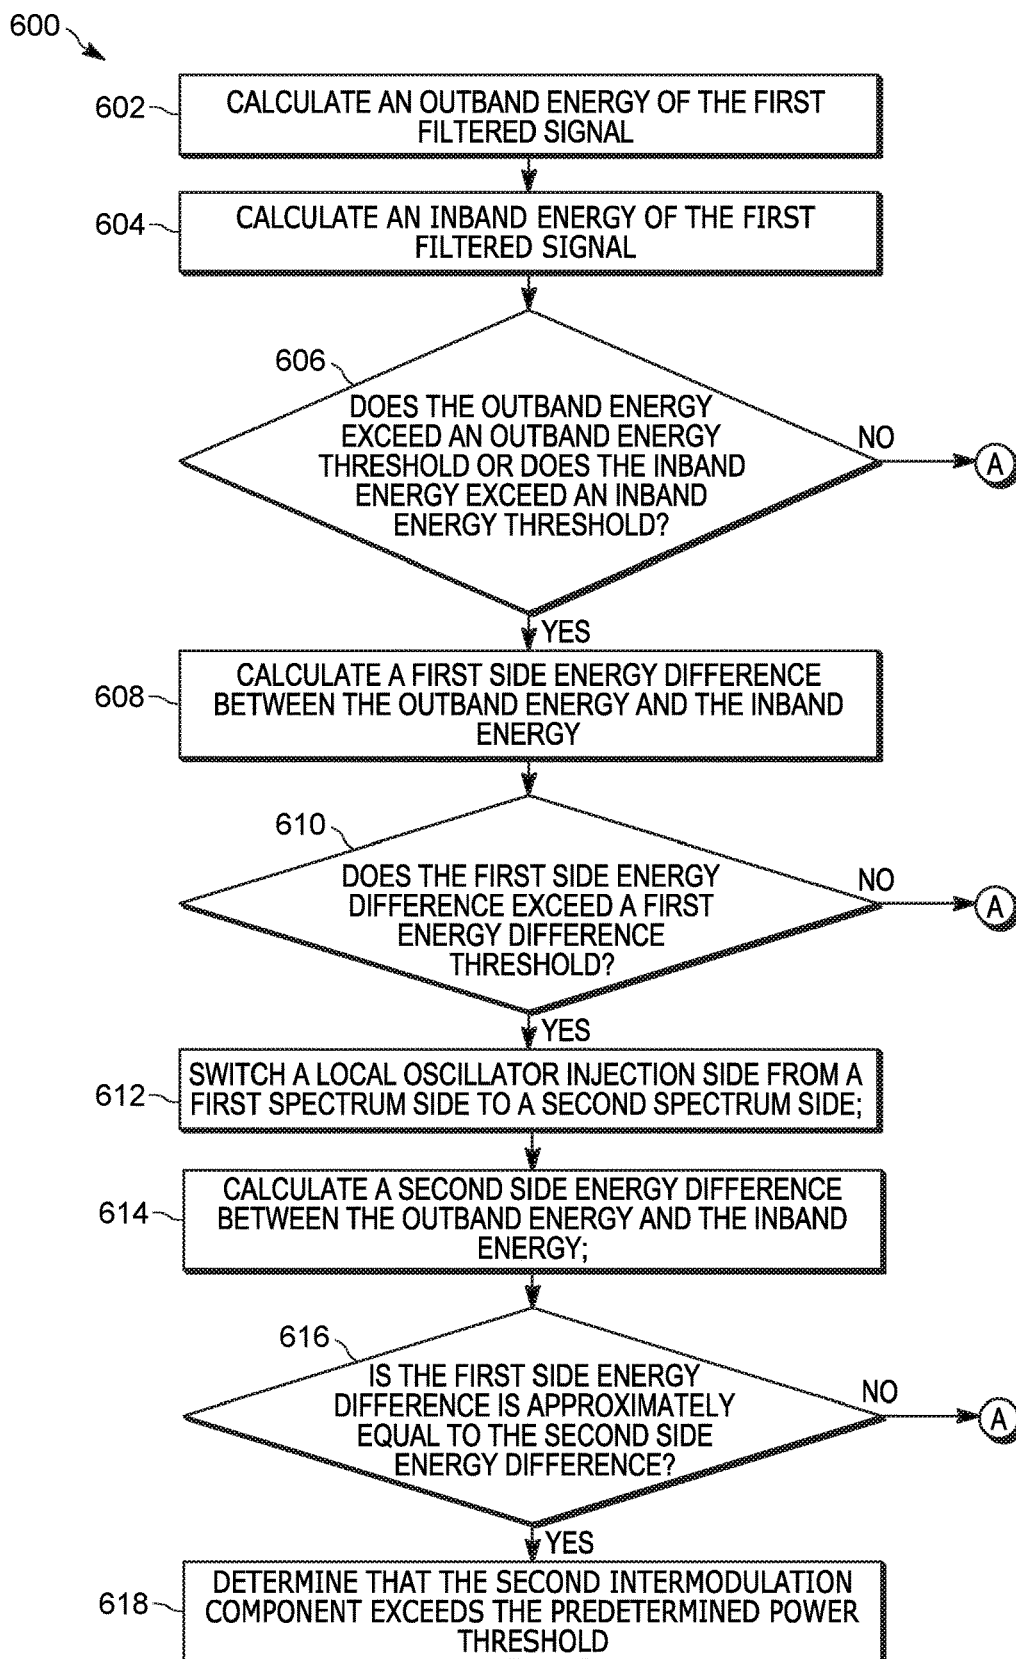 600
602
CALCULATE AN OUTBAND ENERGY OF THE FIRST
FILTERED SIGNAL
604
CALCULATE AN INBAND ENERGY OF THE FIRST
FILTERED SIGNAL
606
DOES THE OUTBAND ENERGY
EXCEED AN OUTBAND ENERGY
THRESHOLD OR DOES THE INBAND
ENERGY EXCEED AN INBAND
ENERGY THRESHOLD?
NO
A
YES
608
CALCULATE A FIRST SIDE ENERGY DIFFERENCE
BETWEEN THE OUTBAND ENERGY AND THE INBAND
ENERGY
610
DOES THE FIRST SIDE ENERGY
DIFFERENCE EXCEED A FIRST
ENERGY DIFFERENCE
THRESHOLD?
NO
A
YES
612
SWITCH A LOCAL OSCILLATOR INJECTION SIDE FROM A
FIRST SPECTRUM SIDE TO A SECOND SPECTRUM SIDE;
614
CALCULATE A SECOND SIDE ENERGY DIFFERENCE
BETWEEN THE OUTBAND ENERGY AND THE INBAND
ENERGY;
616
IS THE FIRST SIDE ENERGY
DIFFERENCE IS APPROXIMATELY
EQUAL TO THE SECOND SIDE
ENERGY DIFFERENCE?
NO
A
YES
618
DETERMINE THAT THE SECOND INTERMODULATION
COMPONENT EXCEEDS THE PREDETERMINED POWER
THRESHOLD